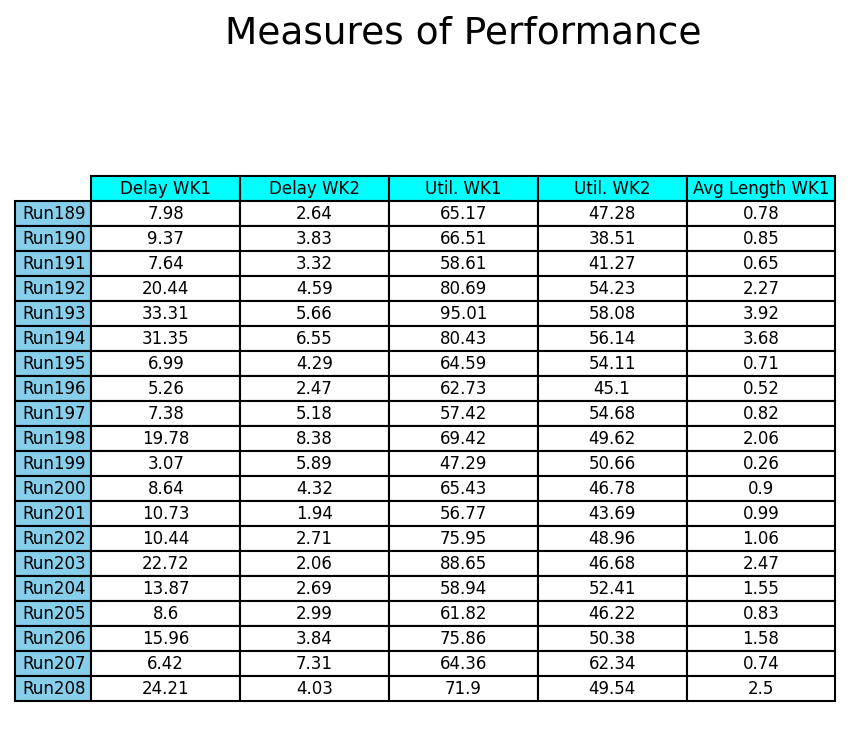 Measures of Performance
Delay WK1 Delay WK2 Util. WK1 Util. WK2 Avg Length WK1
Run189 7.98 2.64 65.17 47.28 0.78
Run190 9.37 3.83 66.51 38.51 0.85
Run191 7.64 3.32 58.61 41.27 0.65
Run192 20.44 4.59 80.69 54.23 2.27
Run193 33.31 5.66 95.01 58.08 3.92
Run194 31.35 6.55 80.43 56.14 3.68
Run195 6.99 4.29 64.59 54.11 0.71
Run196 5.26 2.47 62.73 45.1 0.52
Run197 7.38 5.18 57.42 54.68 0.82
Run198 19.78 8.38 69.42 49.62 2.06
Run199 3.07 5.89 47.29 50.66 0.26
Run200 8.64 4.32 65.43 46.78 0.9
Run201 10.73 1.94 56.77 43.69 0.99
Run202 10.44 2.71 75.95 48.96 1.06
Run203 22.72 2.06 88.65 46.68 2.47
Run204 13.87 2.69 58.94 52.41 1.55
Run205 8.6 2.99 61.82 46.22 0.83
Run206 15.96 3.84 75.86 50.38 1.58
Run207 6.42 7.31 64.36 62.34 0.74
Run208 24.21 4.03 71.9 49.54 2.5